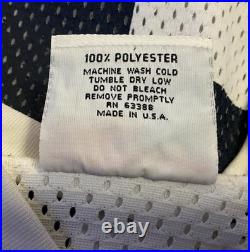 100% POLYESTER
MACHINE WASH COLD
TUMBLE DRY LOW
DO NOT BLEACH
REMOVE PROMPTLY
RN 63388
MADE IN U.S.A.